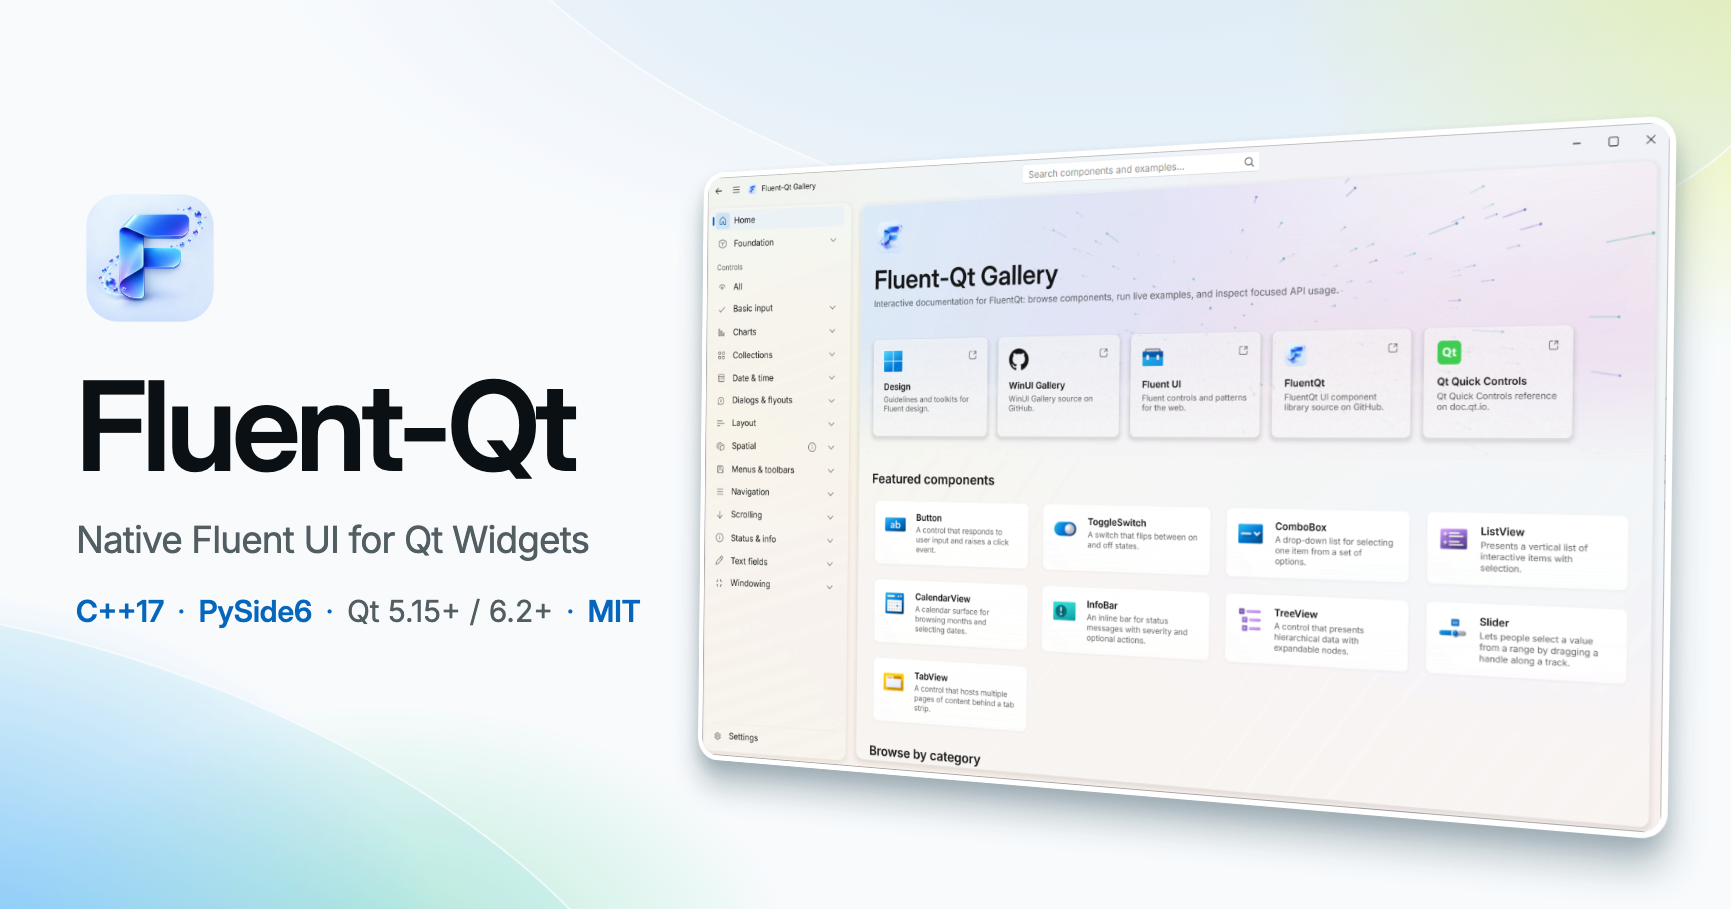 Fluent-Qt
Native Fluent UI for Qt Widgets
C++17 · PySide6 · Qt 5.15+ / 6.2+ · MIT
Fluent-Qt Gallery
Search components and examples...
Home
Foundation
Controls
All
Basic input
Charts
Collections
Date & time
Dialogs & flyouts
Layout
Spatial
Menus & toolbars
Navigation
Scrolling
Status & info
Text fields
Windowing
Settings
Fluent-Qt Gallery
Interactive documentation for FluentQt: browse components, run live examples, and inspect focused API usage.
Design
Guidelines and toolkits for
Fluent design.
WinUI Gallery
WinUI Gallery source on
GitHub.
Fluent UI
Fluent controls and patterns
for the web.
FluentQt
FluentQt UI component
library source on GitHub.
Qt
Qt Quick Controls
Qt Quick Controls reference
on doc.qt.io.
Featured components
ab
Button
A control that responds to
user input and raises a click
event.
ToggleSwitch
A switch that flips between on
and off states.
ComboBox
A drop-down list for selecting
one item from a set of
options.
ListView
Presents a vertical list of
interactive items with
selection.
CalendarView
A calendar surface for
browsing months and
selecting dates.
InfoBar
An inline bar for status
messages with severity and
optional actions.
TreeView
A control that presents
hierarchical data with
expandable nodes.
Slider
Lets people select a value
from a range by dragging a
handle along a track.
TabView
A control that hosts multiple
pages of content behind a tab
strip.
Browse by category